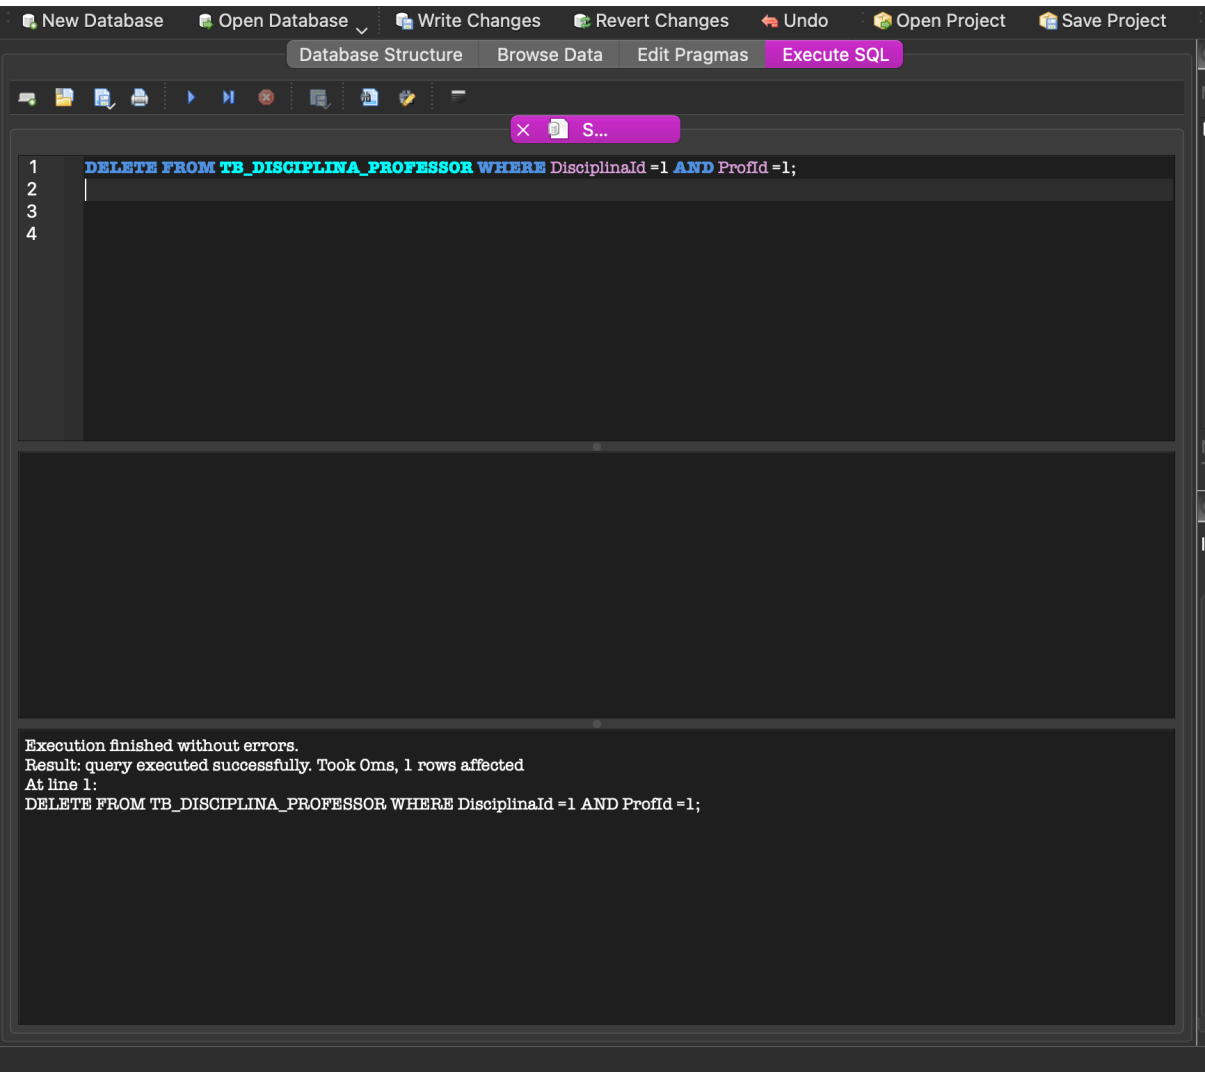 New Database Open Database Write Changes Revert Changes Undo Open Project Save Project
Database Structure Browse Data Edit Pragmas Execute SQL
S...
1 DELETE FROM TB_DISCIPLINA_PROFESSOR WHERE DisciplinaId =1 AND ProfId =1;
2
3
4
Execution finished without errors.
Result: query executed successfully. Took 0ms, 1 rows affected
At line 1:
DELETE FROM TB_DISCIPLINA_PROFESSOR WHERE DisciplinaId =1 AND ProfId =1;